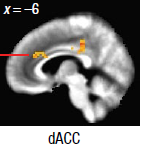 x = –6
dACC